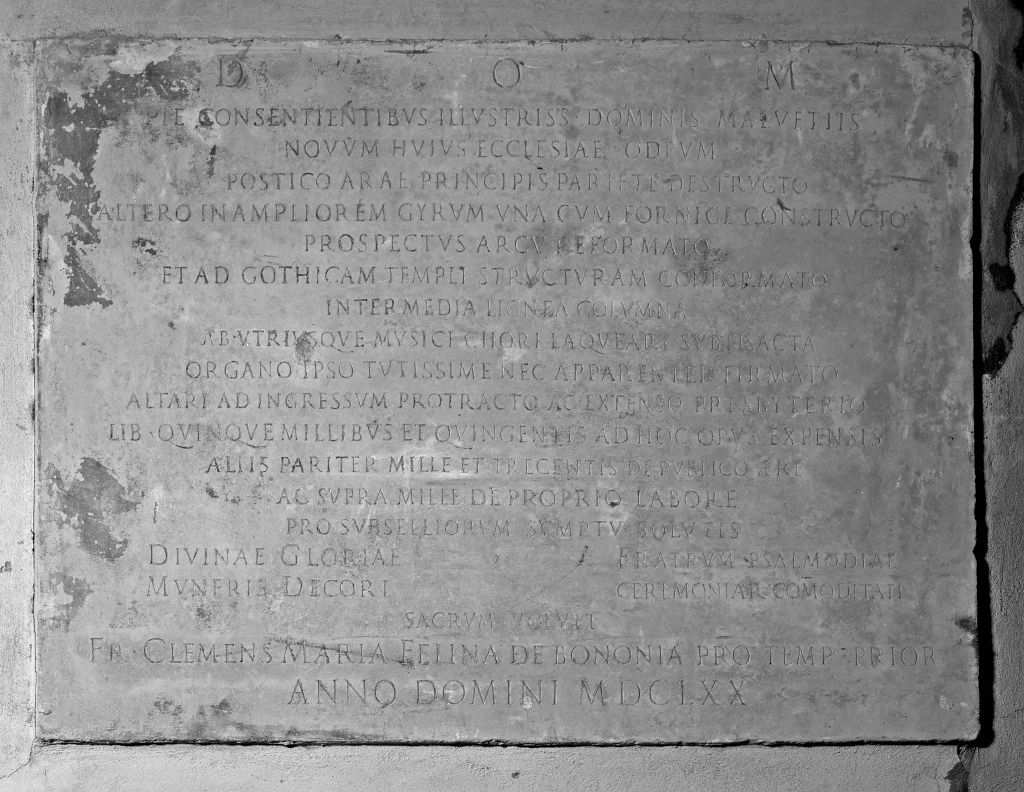 D O M
PIE CONSENTIENTIBVS ILLVSTRISS DOMINIS MALVETIIS
NOVVM HVIVS ECCLESIAE ODEVM
POSTICO ARAE PRINCIPIS PARIETE DESTRVCTO
ALTERO IN AMPLIOREM GYRVM VNA CVM FORNICE CONSTRVCTO
PROSPECTVS ARCV REFORMATO
ET AD GOTHICAM TEMPLI STRVCTVRAM CONFORMATO
INTERMEDIA LIGNEA COLVMNA
AB VTRIVSQVE MVSICI CHORI LAQVEARI SVBTRACTA
ORGANO IPSO TVTISSIME NEC APPARENTER FIRMATO
ALTARI AD INGRESSVM PROTRACTO AC EXTENSO PRESBYTERIO
LIB · QVINQVE MILLIBVS ET QVINGENTIS AD HOC OPVS EXPENSIS
ALIIS PARITER MILLE ET TRECENTIS DE PVBLICO ÆRE
AC SVPRA MILLE DE PROPRIO LABORE
PRO SVBSELLIORVM SVMPTV SOLVTIS
DIVINAE GLORIAE FRATRVM PSALMODIAE
MVNERIS DECORI CEREMONIAR· COMODITATI
SACRVM VOLVIT
FR · CLEMENS MARIA FELINA DE BONONIA PRO TEMP · PRIOR
ANNO DOMINI MDCLXX